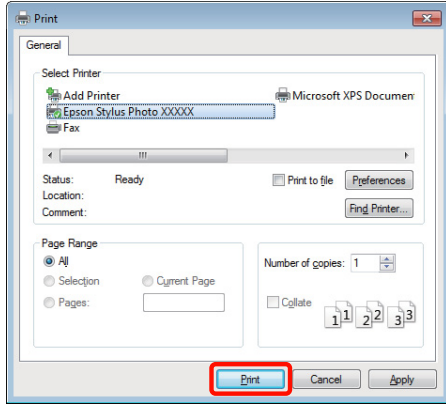 Print
General
Select Printer
Add Printer
Microsoft XPS Documen
Epson Stylus Photo XXXXX
Fax
Status: Ready
Print to file
Preferences
Location:
Comment:
Find Printer...
Page Range
All
Selection
Current Page
Pages:
Number of copies: 1
Collate
1 1 2 2 3 3
Print
Cancel
Apply